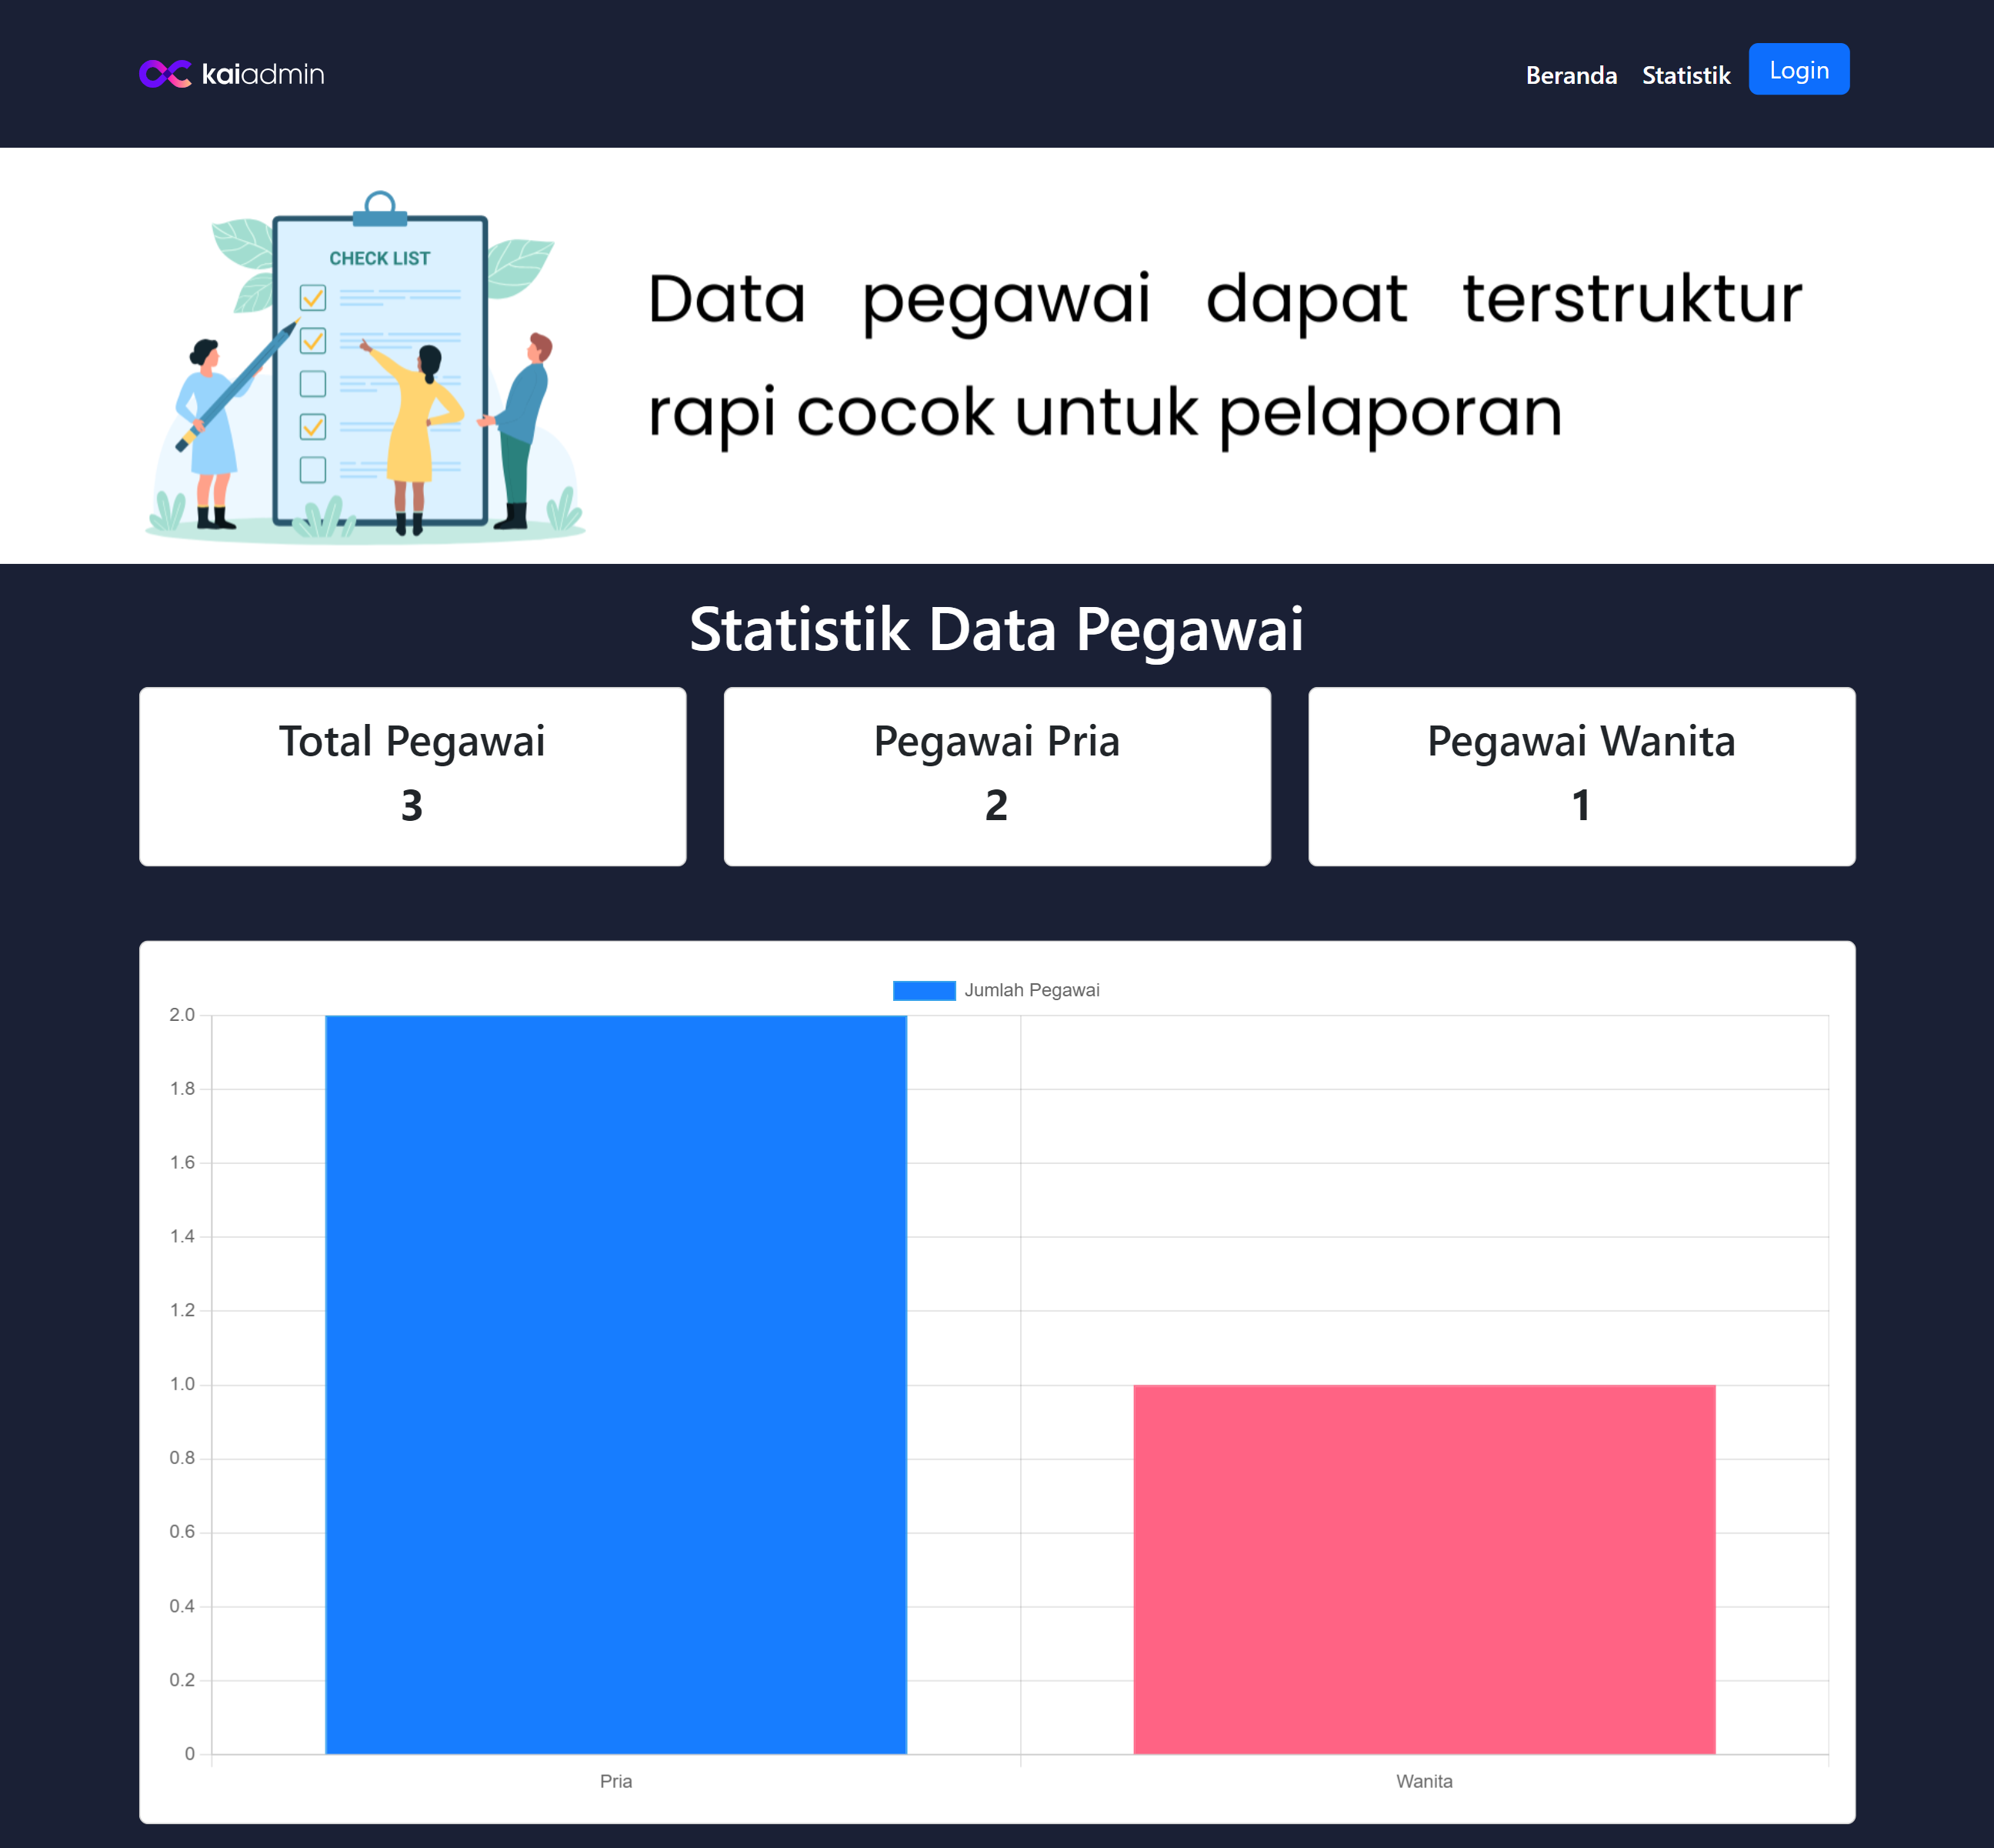 kaiadmin
Beranda Statistik Login
CHECK LIST
Data pegawai dapat terstruktur
rapi cocok untuk pelaporan
Statistik Data Pegawai
Total Pegawai
3
Pegawai Pria
2
Pegawai Wanita
1
Jumlah Pegawai
2.0
1.8
1.6
1.4
1.2
1.0
0.8
0.6
0.4
0.2
0
Pria Wanita